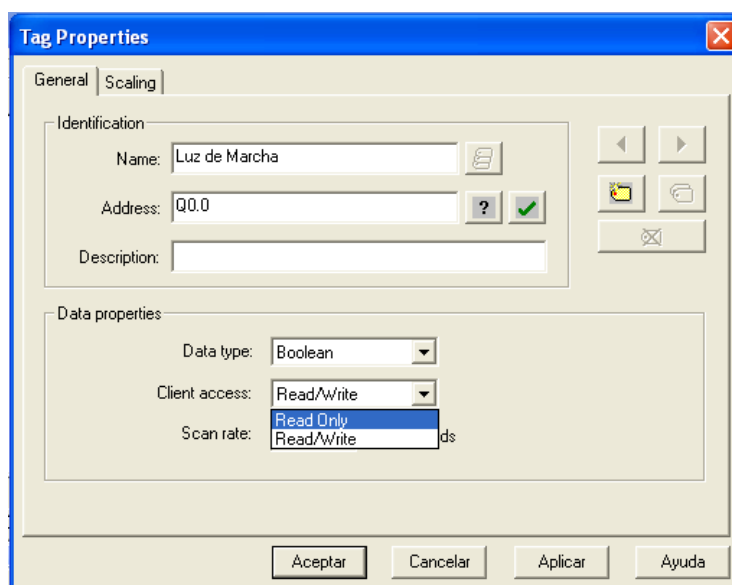 Tag Properties
General
Scaling
Identification
Name: Luz de Marcha
Address: Q0.0
?
Description:
Data properties
Data type: Boolean
Client access: Read/Write
Read Only
Read/Write
Scan rate: ds
Aceptar
Cancelar
Aplicar
Ayuda